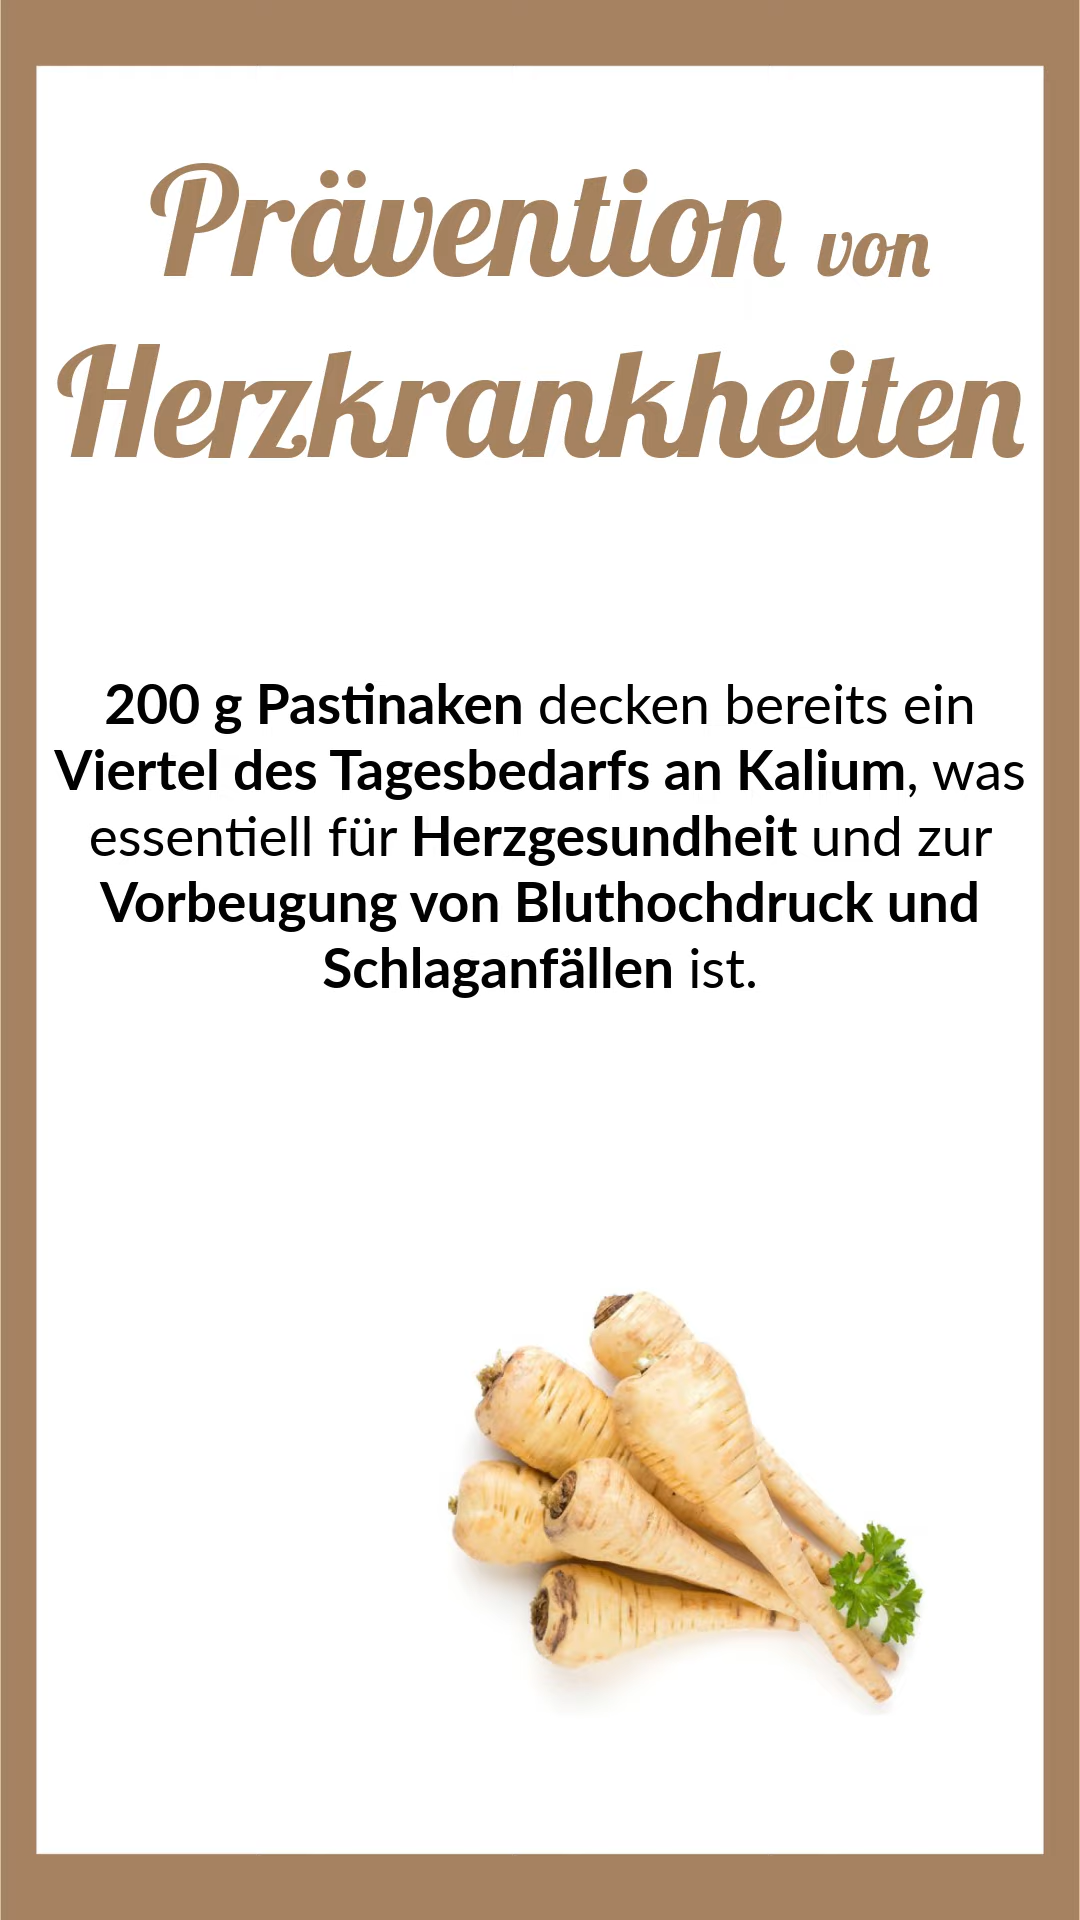 Prävention von
Herzkrankheiten
200 g Pastinaken decken bereits ein
Viertel des Tagesbedarfs an Kalium, was
essentiell für Herzgesundheit und zur
Vorbeugung von Bluthochdruck und
Schlaganfällen ist.